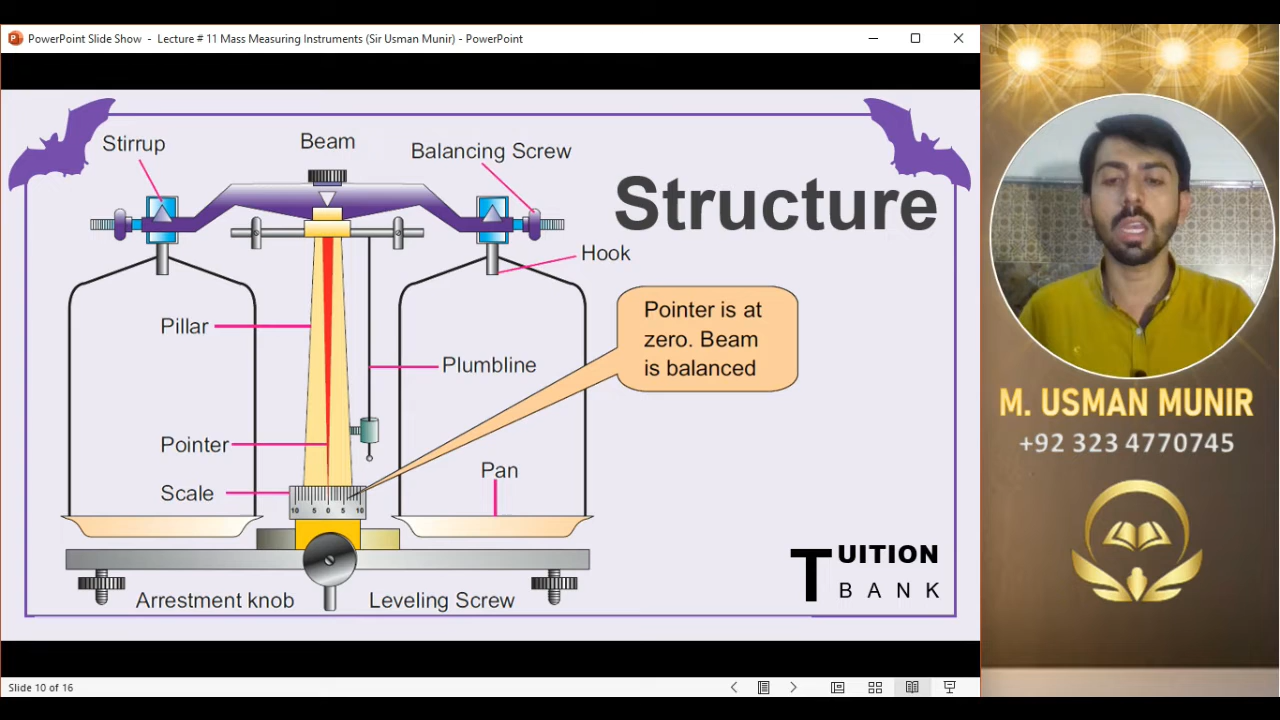 PowerPoint Slide Show - Lecture # 11 Mass Measuring Instruments (Sir Usman Munir) - PowerPoint
Stirrup
Beam
Balancing Screw
Structure
Hook
Pointer is at
zero. Beam
is balanced
Pillar
Plumbline
Pointer
Pan
Scale
10 5 0 5 10
Arrestment knob
Leveling Screw
TUITION
BANK
M. USMAN MUNIR
+92 323 4770745
Slide 10 of 16